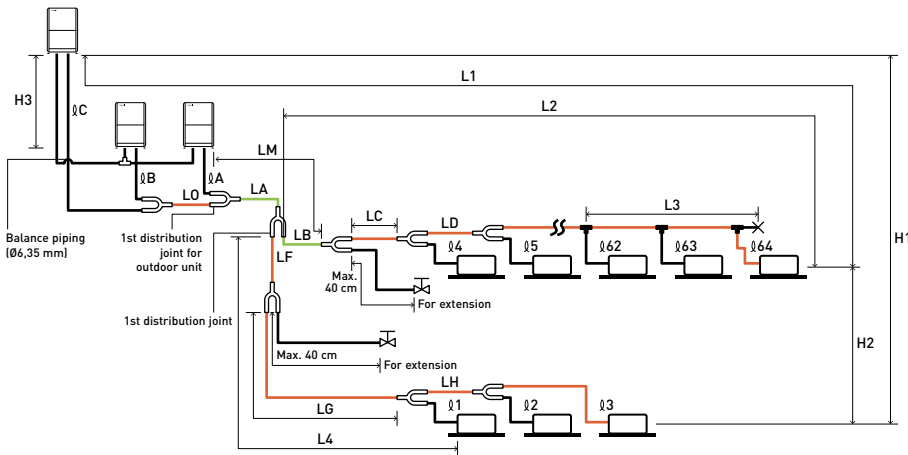 L1
H3
ℓC
L2
LM
ℓB
ℓA
LA
LO
LC
LD
L3
H1
Balance piping
(Ø6,35 mm)
1st distribution
joint for
outdoor unit
LB
LF
ℓ4
ℓ5
ℓ62
ℓ63
ℓ64
Max.
40 cm
For extension
1st distribution joint
H2
Max. 40 cm
For extension
LH
LG
ℓ1
ℓ2
ℓ3
L4